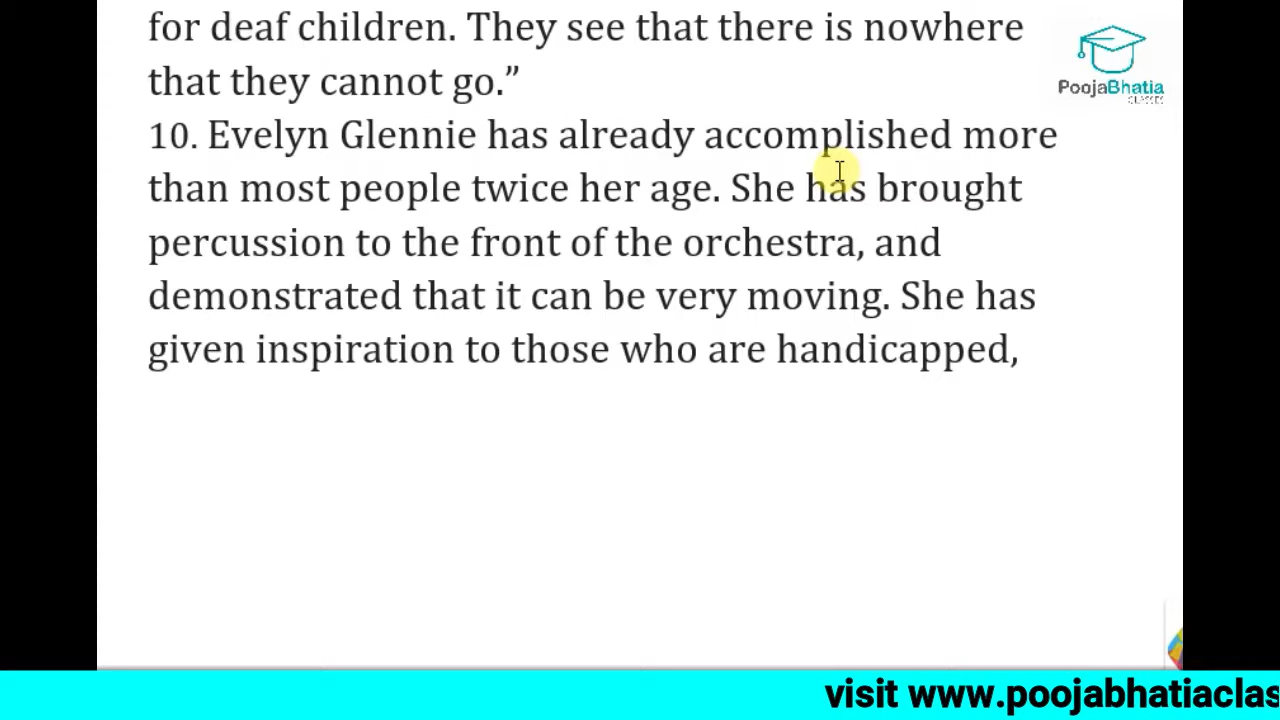 for deaf children. They see that there is nowhere
that they cannot go.”
PoojaBhatia
CLASSES
10. Evelyn Glennie has already accomplished more
than most people twice her age. She has brought
percussion to the front of the orchestra, and
demonstrated that it can be very moving. She has
given inspiration to those who are handicapped,
visit www.poojabhatiaclas